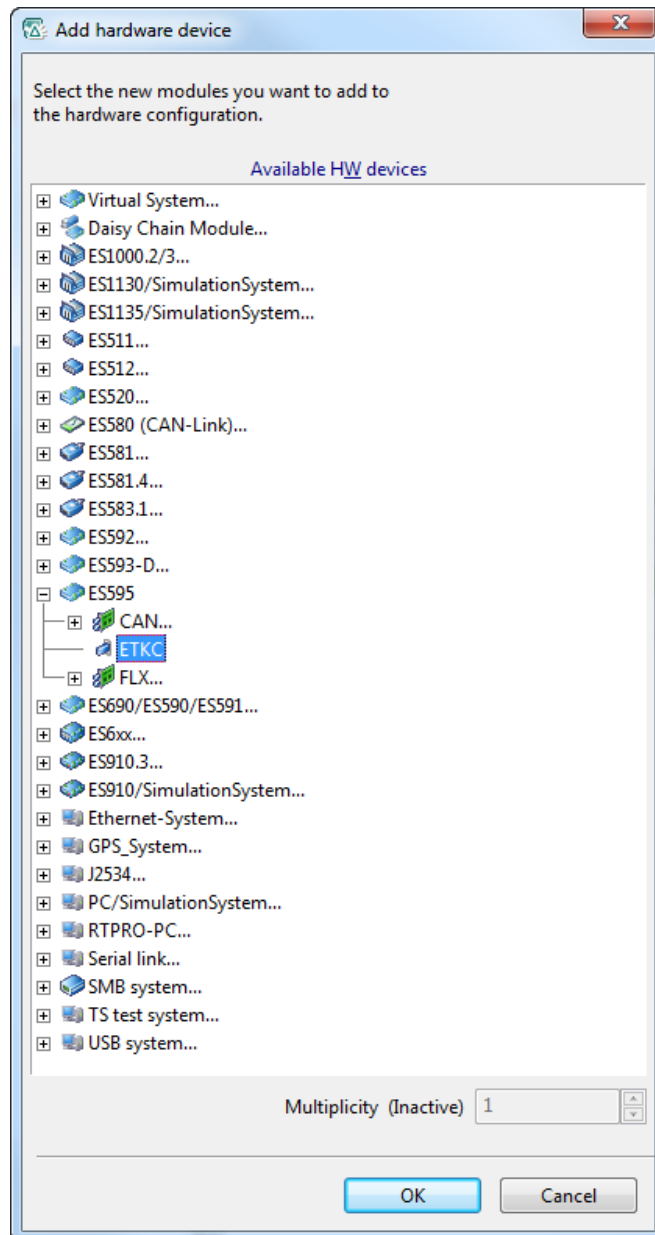 Add hardware device
Select the new modules you want to add to
the hardware configuration.
Available HW devices
Virtual System...
Daisy Chain Module...
ES1000.2/3...
ES1130/SimulationSystem...
ES1135/SimulationSystem...
ES511...
ES512...
ES520...
ES580 (CAN-Link)...
ES581...
ES581.4...
ES583.1...
ES592...
ES593-D...
ES595
CAN...
ETKC
FLX...
ES690/ES590/ES591...
ES6xx...
ES910.3...
ES910/SimulationSystem...
Ethernet-System...
GPS_System...
J2534...
PC/SimulationSystem...
RTPRO-PC...
Serial link...
SMB system...
TS test system...
USB system...
Multiplicity (Inactive) 1
OK Cancel